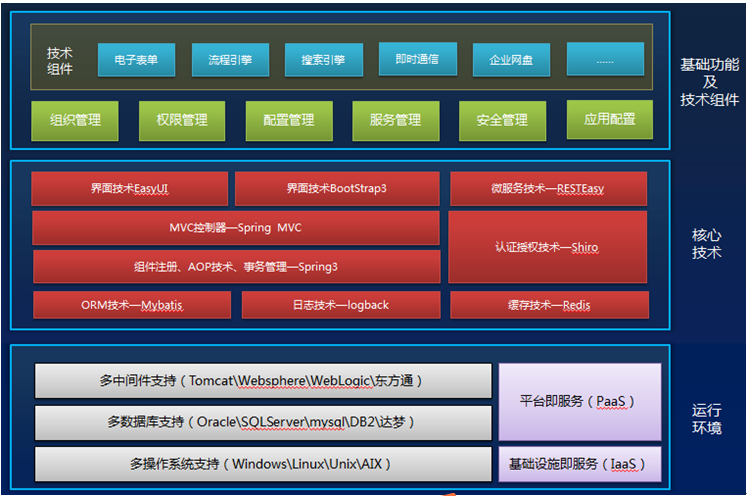 技术
组件
电子表单
流程引擎
搜索引擎
即时通信
企业网盘
......
组织管理
权限管理
配置管理
服务管理
安全管理
应用配置
基础功能
及
技术组件
界面技术EasyUI
界面技术BootStrap3
微服务技术—RESTEasy
MVC控制器—Spring MVC
认证授权技术—Shiro
组件注册、AOP技术、事务管理—Spring3
ORM技术—Mybatis
日志技术—logback
缓存技术—Redis
核心
技术
多中间件支持（Tomcat\Websphere\WebLogic\东方通）
平台即服务（PaaS）
多数据库支持（Oracle\SQLServer\mysql\DB2\达梦）
多操作系统支持（Windows\Linux\Unix\AIX）
基础设施即服务（IaaS）
运行
环境